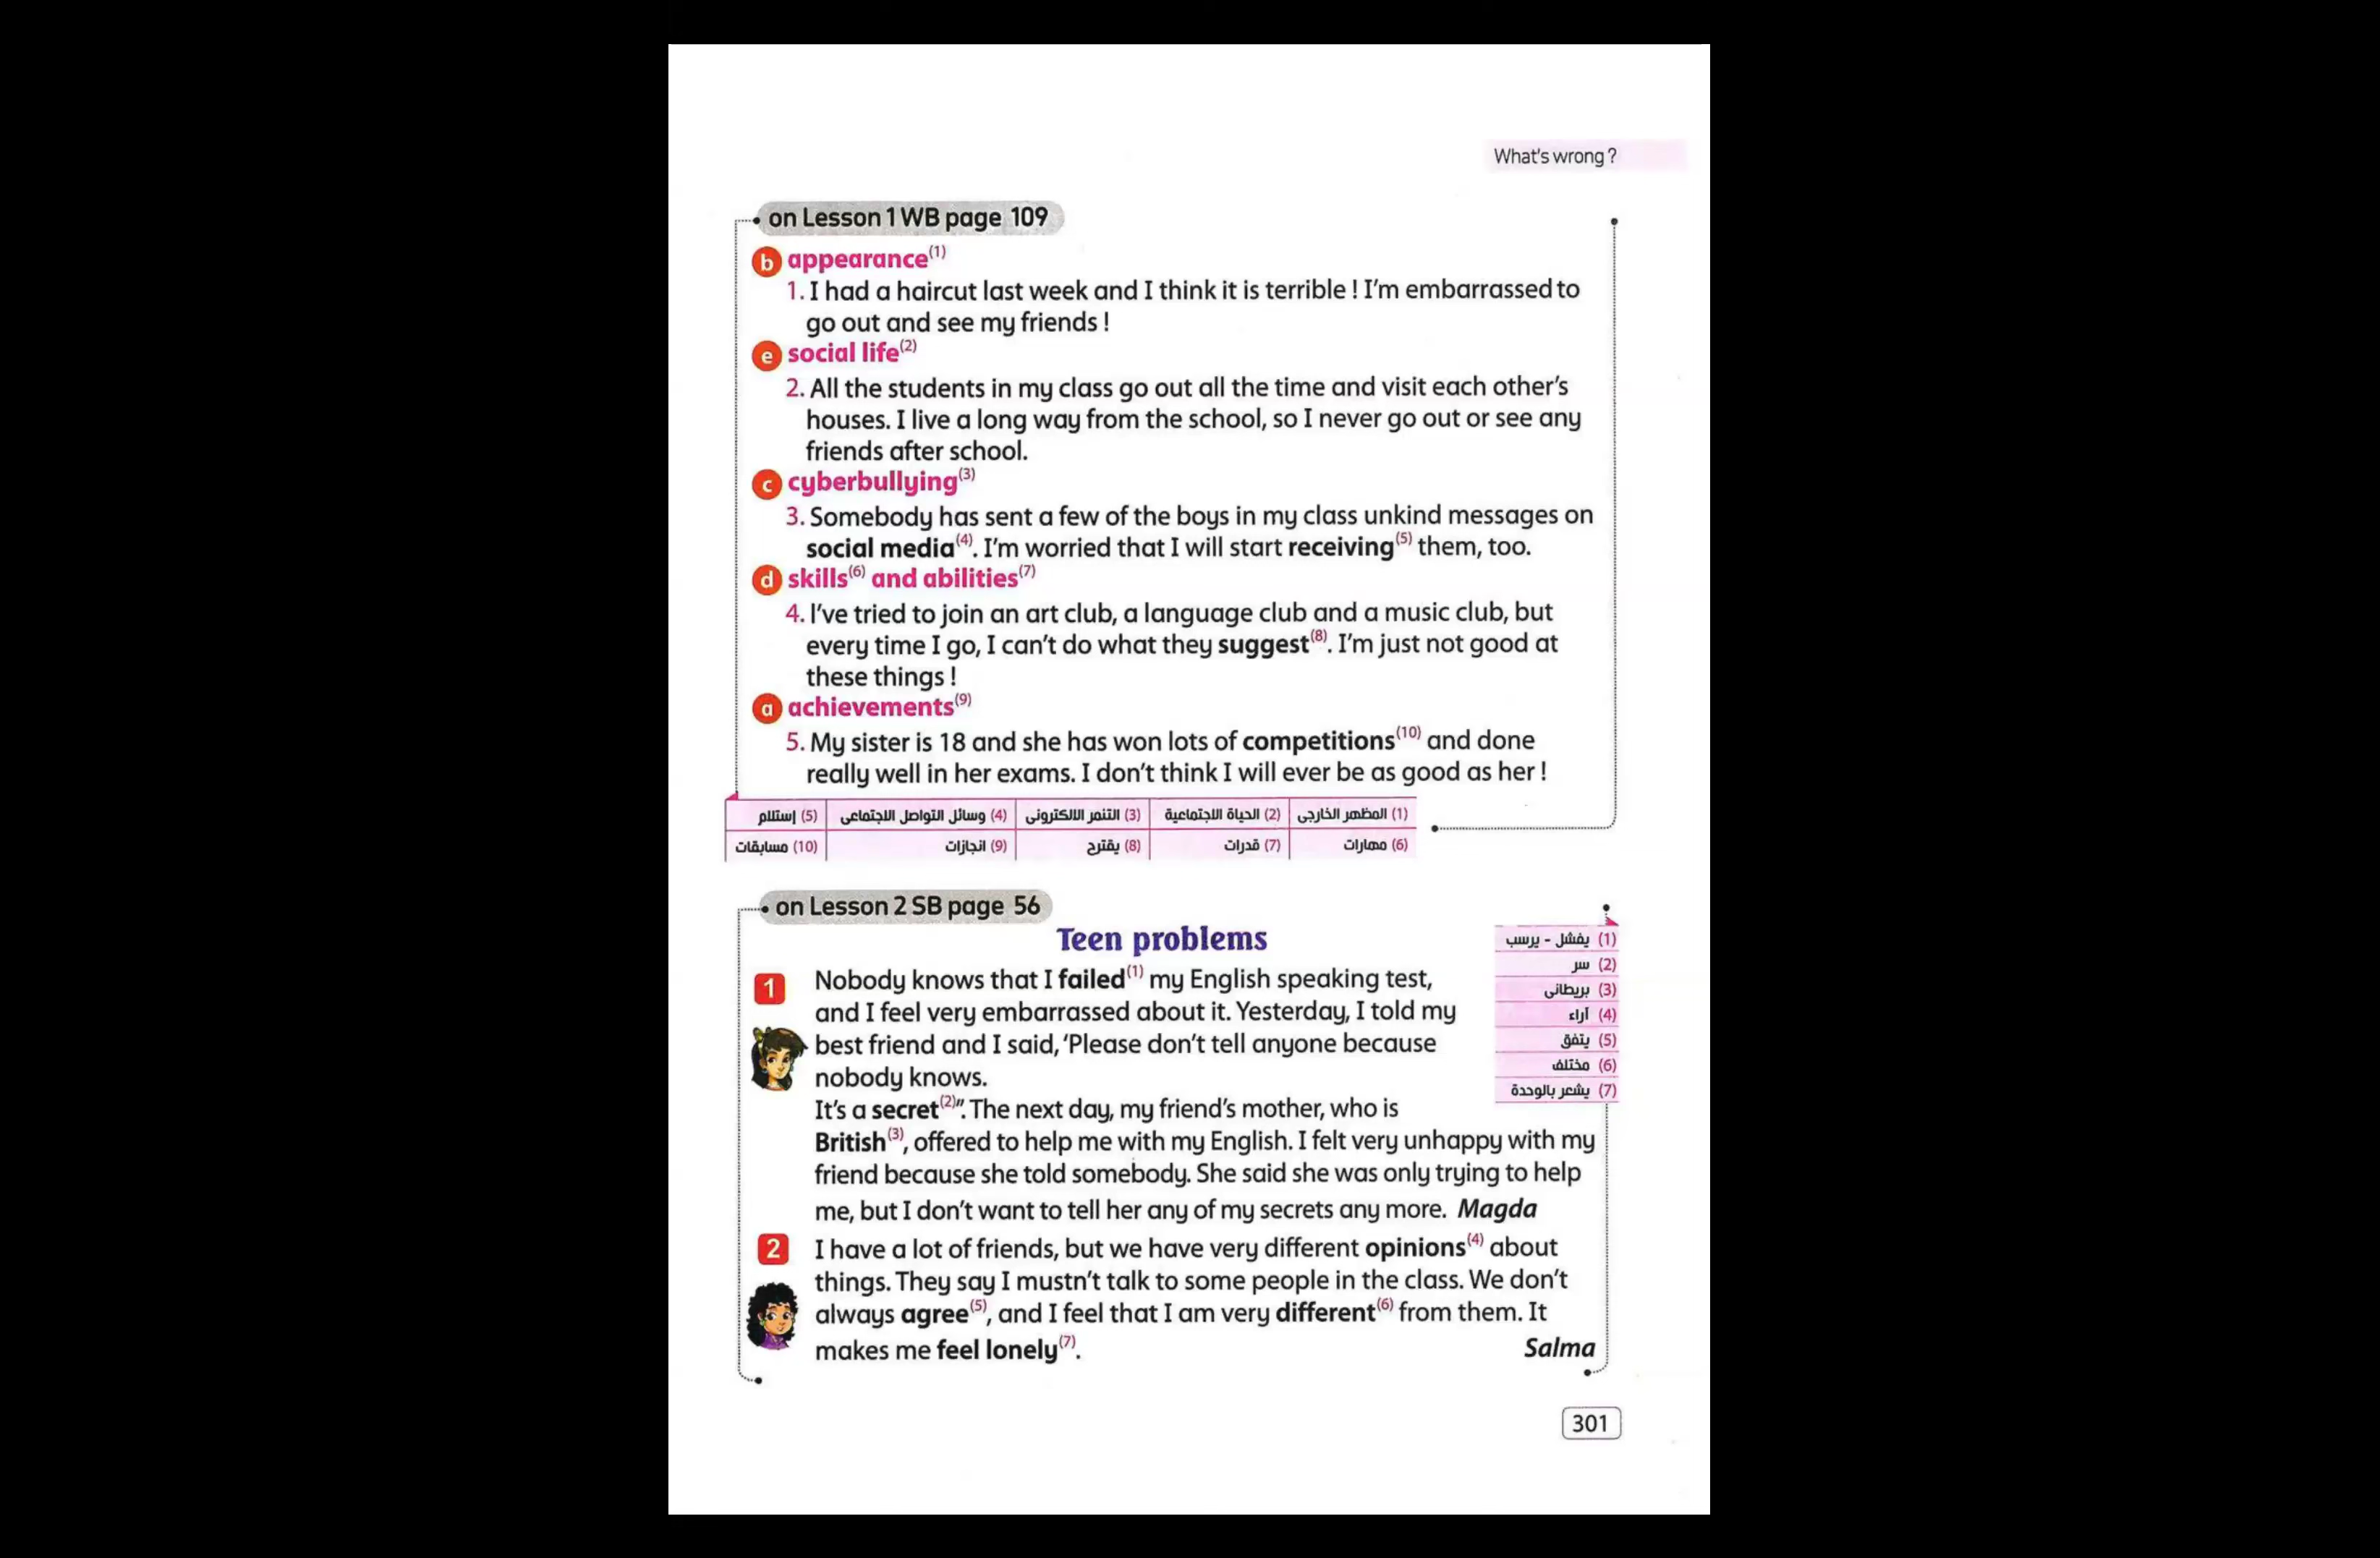 What's wrong ?
on Lesson 1 WB page 109
b appearance(1)
1. I had a haircut last week and I think it is terrible ! I'm embarrassed to
go out and see my friends !
e social life(2)
2. All the students in my class go out all the time and visit each other's
houses. I live a long way from the school, so I never go out or see any
friends after school.
c cyberbullying(3)
3. Somebody has sent a few of the boys in my class unkind messages on
social media(4). I'm worried that I will start receiving(5) them, too.
d skills(6) and abilities(7)
4. I've tried to join an art club, a language club and a music club, but
every time I go, I can't do what they suggest(8). I'm just not good at
these things !
a achievements(9)
5. My sister is 18 and she has won lots of competitions(10) and done
really well in her exams. I don't think I will ever be as good as her !
(1) المظهر الخارجى (2) الحياة الاجتماعية (3) التنمر الالكترونى (4) وسائل التواصل الاجتماعى (5) إستلام
(6) مهارات (7) قدرات (8) يقترح (9) انجازات (10) مسابقات
on Lesson 2 SB page 56
Teen problems
1 Nobody knows that I failed(1) my English speaking test,
and I feel very embarrassed about it. Yesterday, I told my
best friend and I said, 'Please don't tell anyone because
nobody knows.
It's a secret(2)". The next day, my friend's mother, who is
British(3), offered to help me with my English. I felt very unhappy with my
friend because she told somebody. She said she was only trying to help
me, but I don't want to tell her any of my secrets any more. Magda
(1) يفشل - يرسب
(2) سر
(3) بريطانى
(4) آراء
(5) يتفق
(6) مختلف
(7) يشعر بالوحدة
2 I have a lot of friends, but we have very different opinions(4) about
things. They say I mustn't talk to some people in the class. We don't
always agree(5), and I feel that I am very different(6) from them. It
makes me feel lonely(7). Salma
301